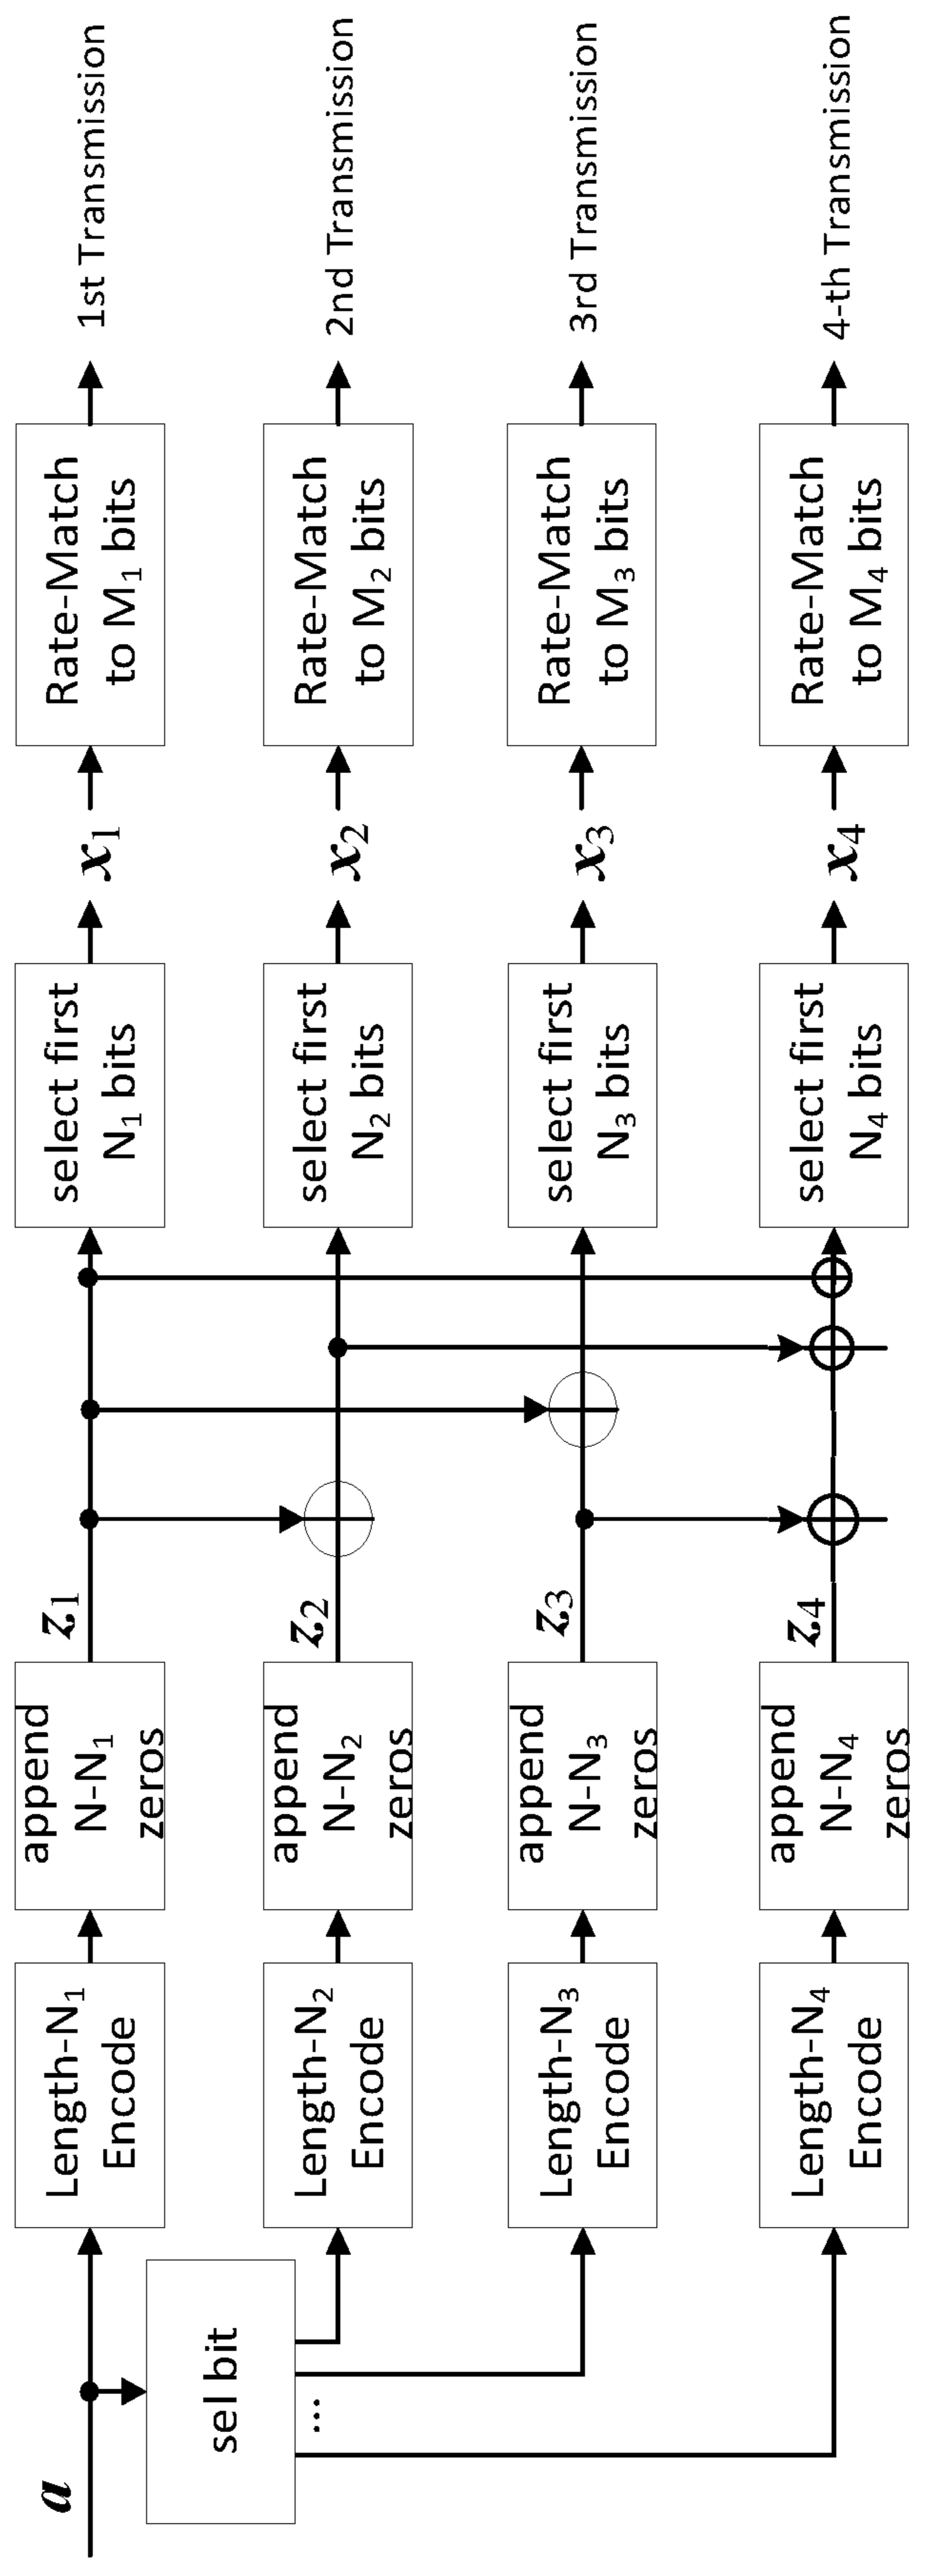 a
sel bit
...
Length-N1
Encode
append
N-N1
zeros
z1
select first
N1 bits
x1
Rate-Match
to M1 bits
1st Transmission
Length-N2
Encode
append
N-N2
zeros
z2
select first
N2 bits
x2
Rate-Match
to M2 bits
2nd Transmission
Length-N3
Encode
append
N-N3
zeros
z3
select first
N3 bits
x3
Rate-Match
to M3 bits
3rd Transmission
Length-N4
Encode
append
N-N4
zeros
z4
select first
N4 bits
x4
Rate-Match
to M4 bits
4-th Transmission